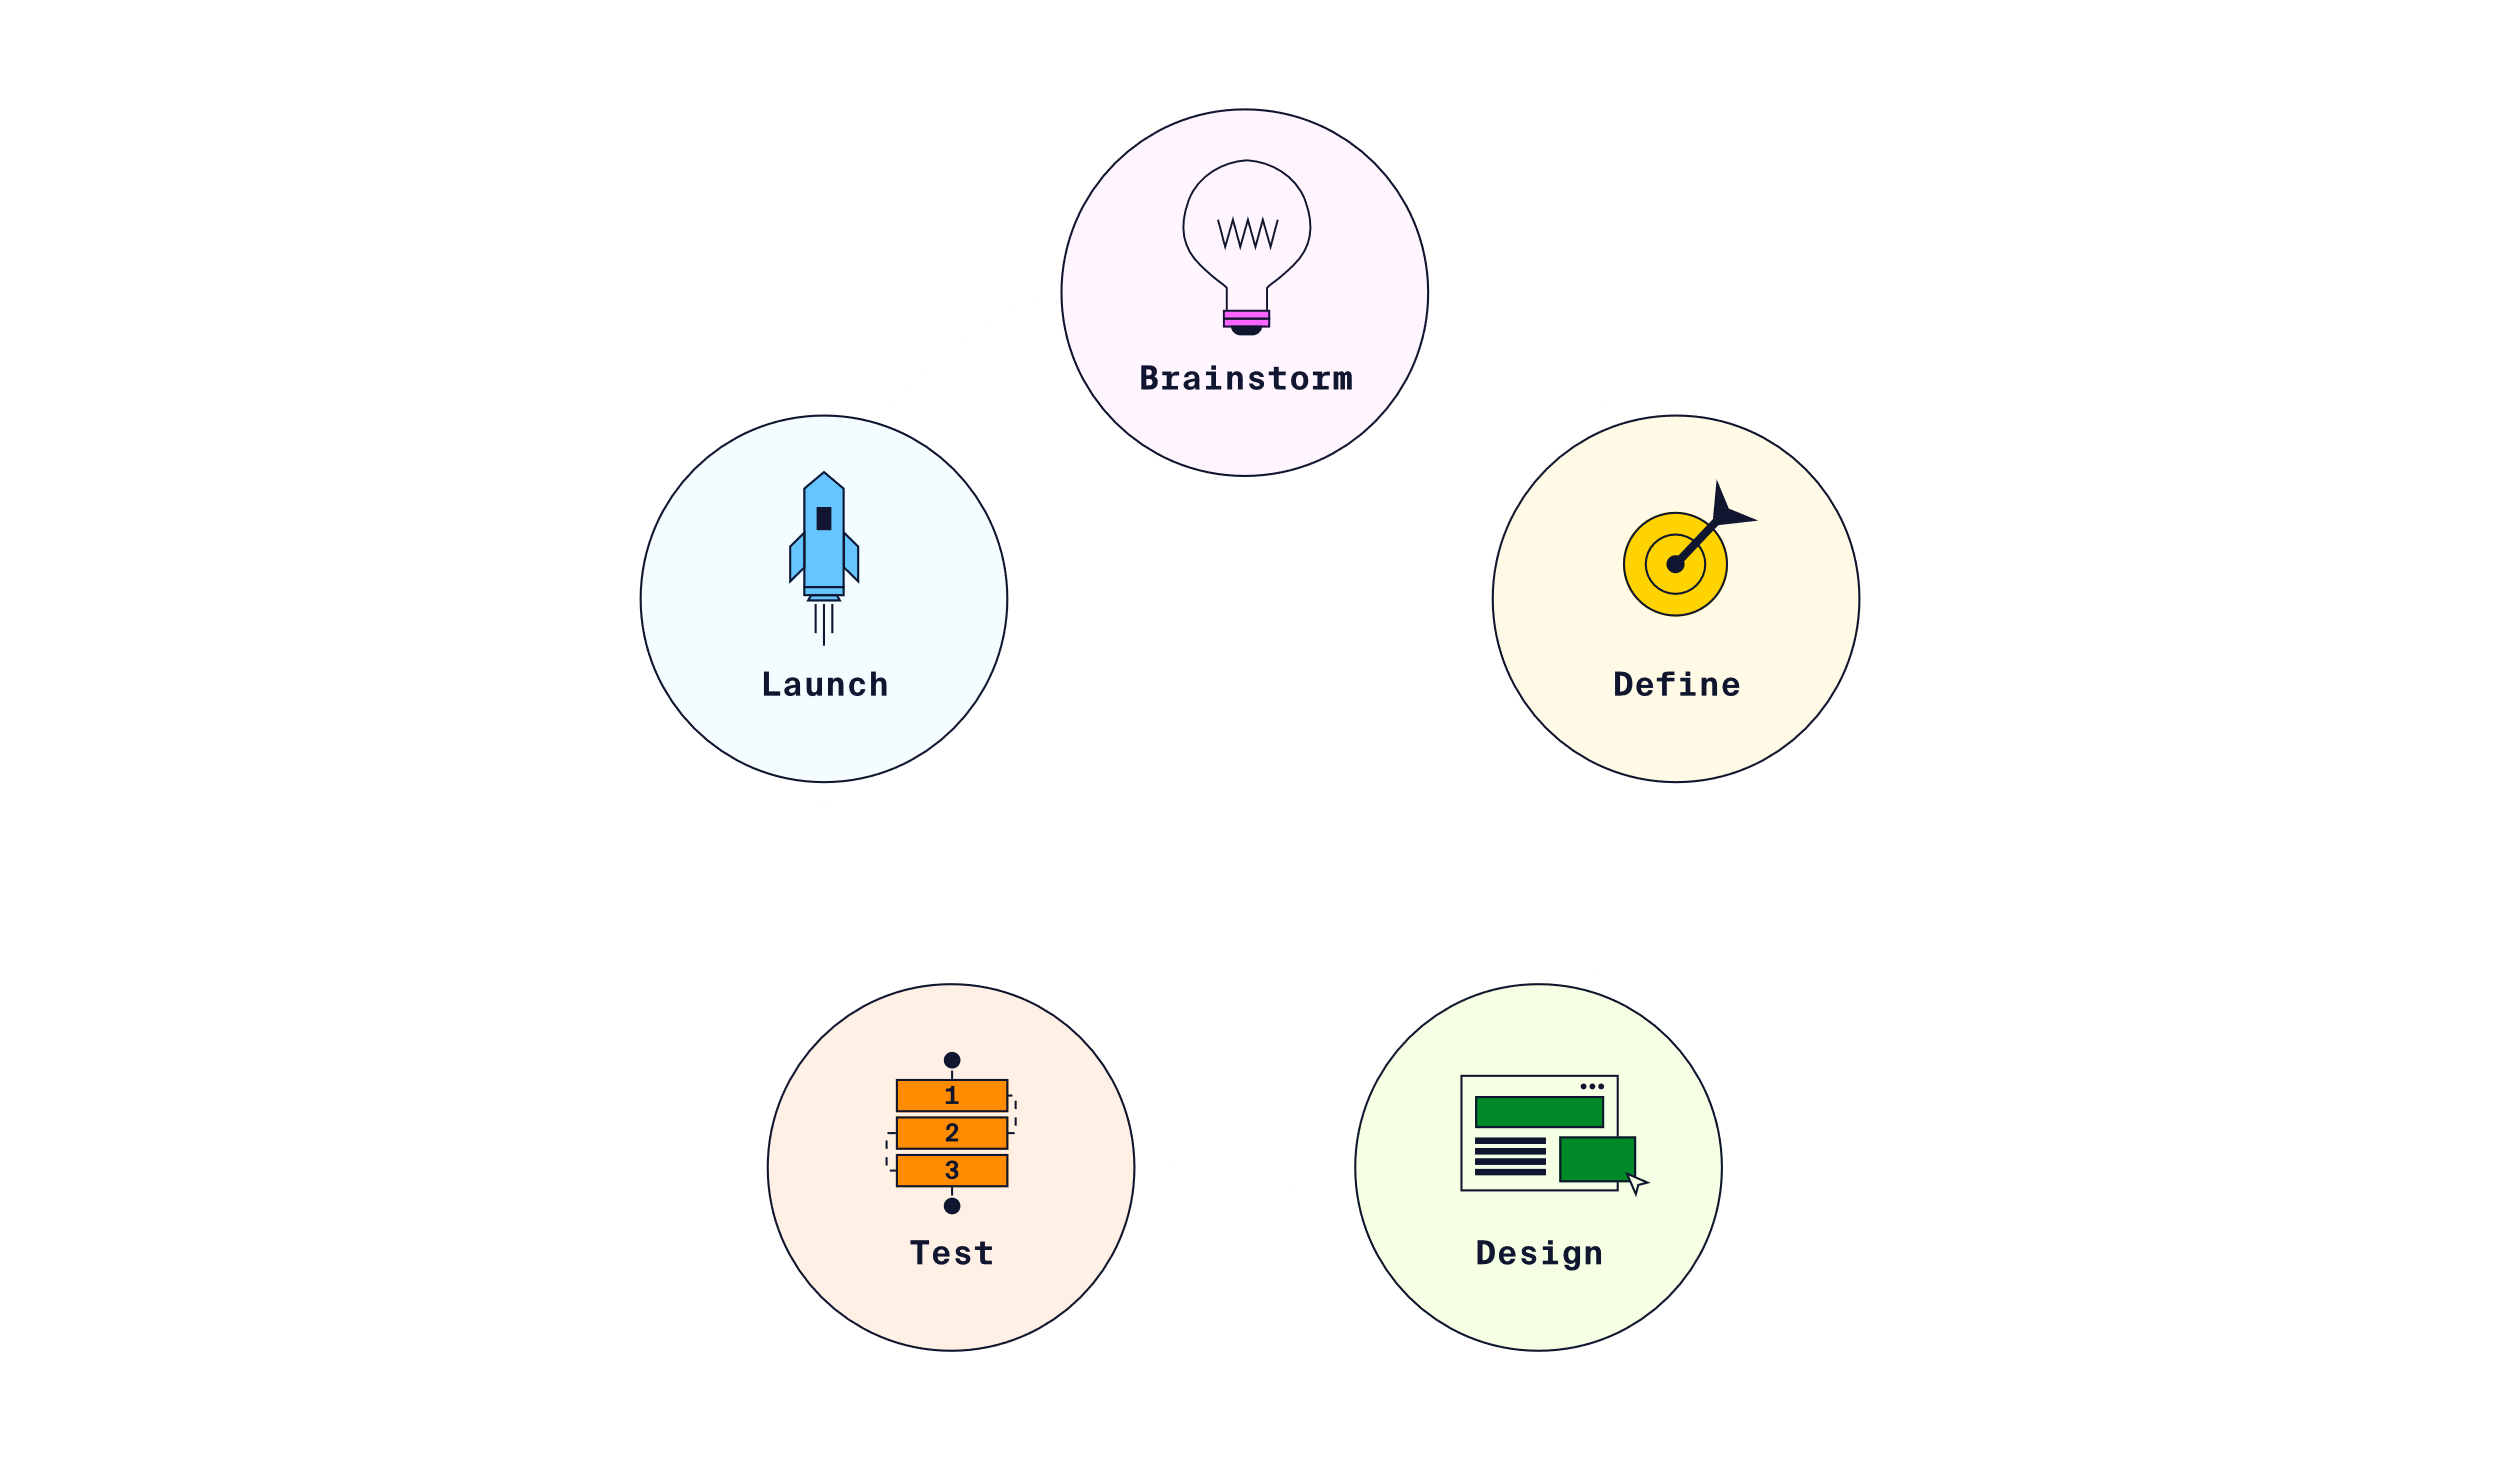 Brainstorm
Launch
Define
1
2
3
Test
Design